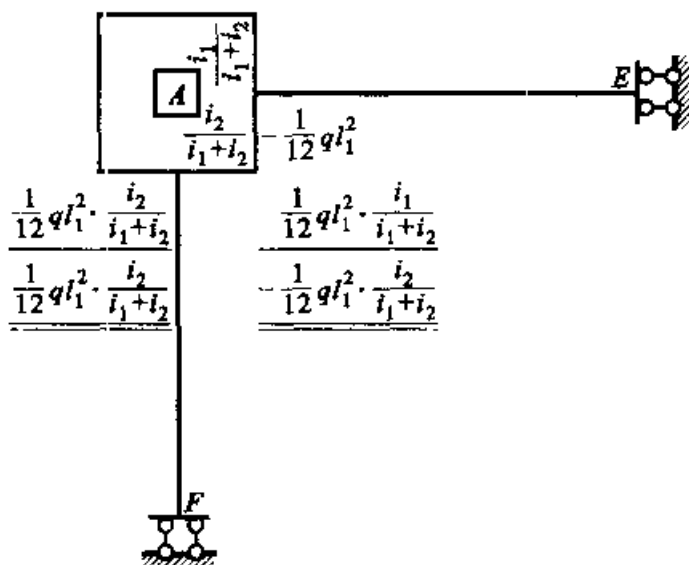 i₁/(i₁+i₂)
E
A
i₂/(i₁+i₂) − 1/12 ql₁²
1/12 ql₁² · i₂/(i₁+i₂)
1/12 ql₁² · i₁/(i₁+i₂)
1/12 ql₁² · i₂/(i₁+i₂)
−1/12 ql₁² · i₂/(i₁+i₂)
F